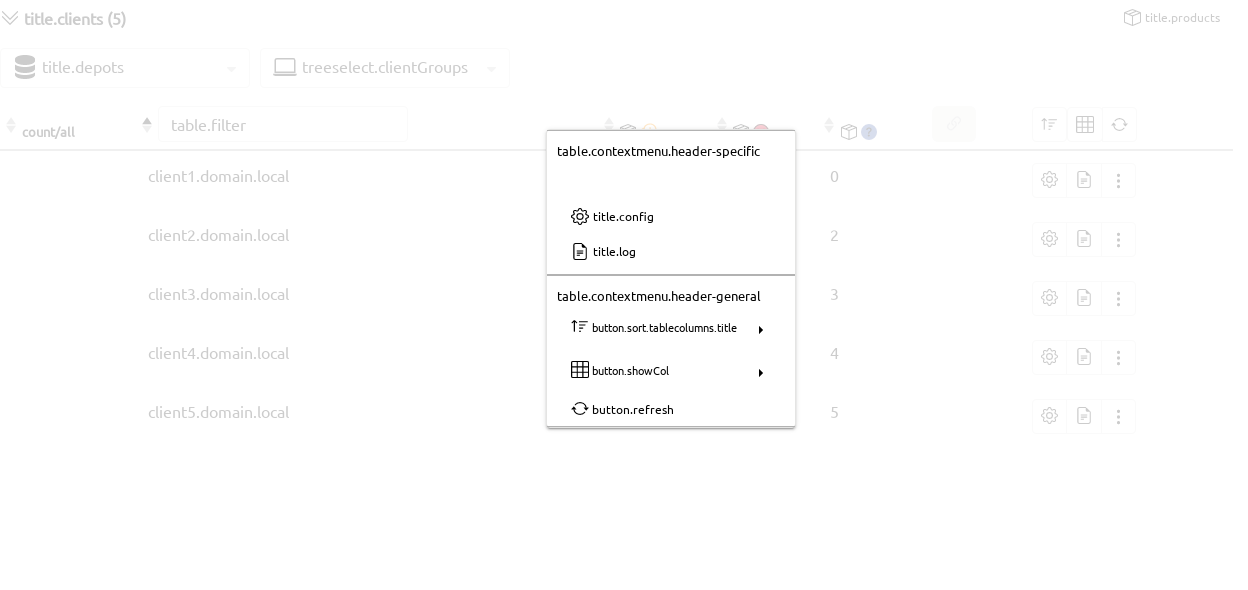 title.clients (5)
title.products
title.depots
treeselect.clientGroups
count/all
table.filter
?
table.contextmenu.header-specific
client1.domain.local
0
title.config
client2.domain.local
2
title.log
table.contextmenu.header-general
client3.domain.local
3
button.sort.tablecolumns.title
client4.domain.local
4
button.showCol
button.refresh
client5.domain.local
5